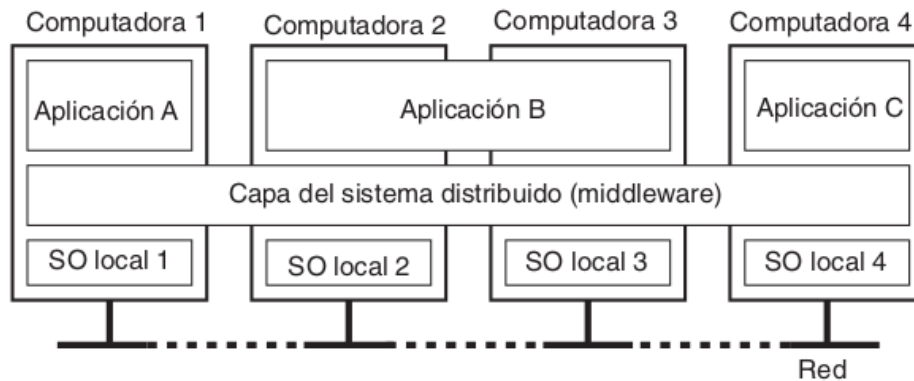 Computadora 1
Computadora 2
Computadora 3
Computadora 4
Aplicación A
Aplicación B
Aplicación C
Capa del sistema distribuido (middleware)
SO local 1
SO local 2
SO local 3
SO local 4
Red